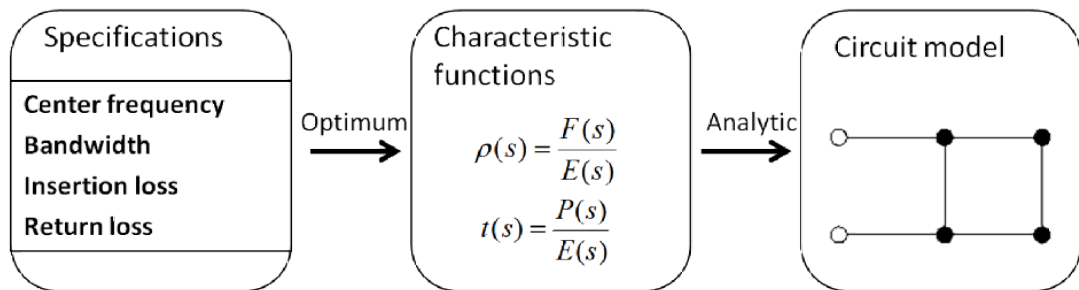 Specifications
Center frequency
Bandwidth
Insertion loss
Return loss
Optimum
Characteristic
functions
ρ(s) = F(s) / E(s)
t(s) = P(s) / E(s)
Analytic
Circuit model